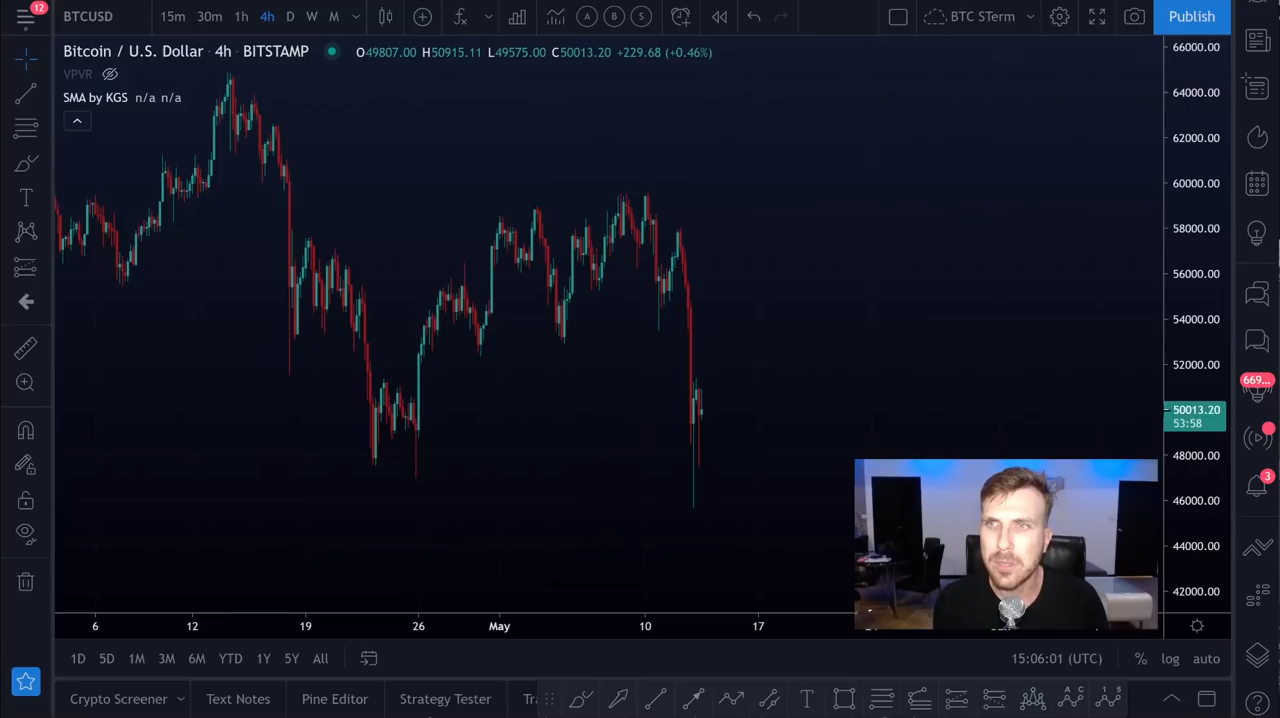 12
BTCUSD 15m 30m 1h 4h D W M A B S BTC STerm Publish
Bitcoin / U.S. Dollar 4h BITSTAMP O49807.00 H50915.11 L49575.00 C50013.20 +229.68 (+0.46%)
VPVR
SMA by KGS n/a n/a
66000.00
64000.00
62000.00
60000.00
58000.00
56000.00
54000.00
52000.00
50013.20
53:58
48000.00
46000.00
44000.00
42000.00
669...
3
6 12 19 26 May 10 17
1D 5D 1M 3M 6M YTD 1Y 5Y All 15:06:01 (UTC) % log auto
Crypto Screener Text Notes Pine Editor Strategy Tester T